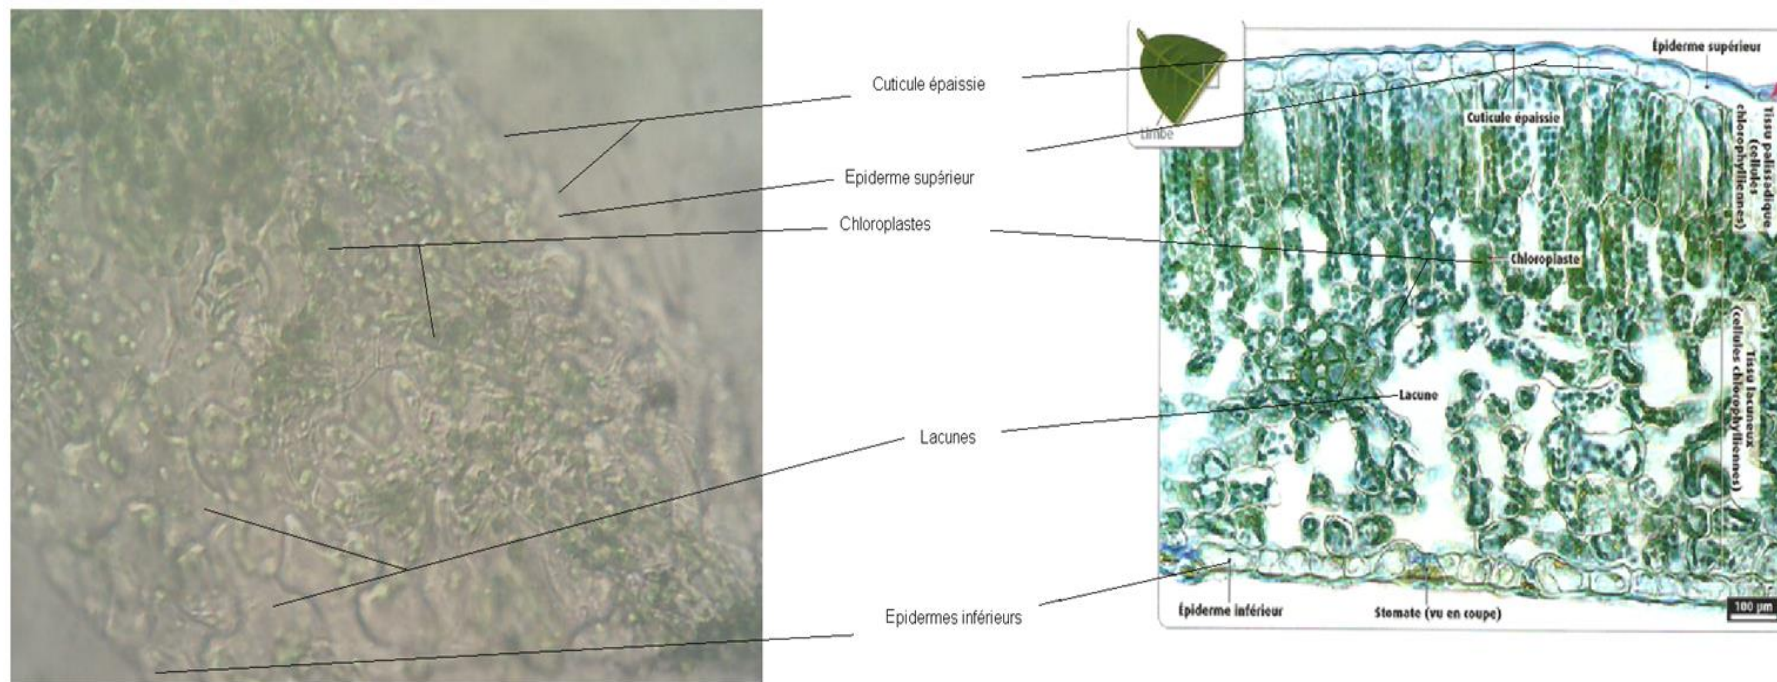 Cuticule épaissie
Epiderme supérieur
Chloroplastes
Lacunes
Epidermes inférieurs
Limbe
Épiderme supérieur
Cuticule épaissie
Tissu palissadique
(cellules
chlorophylliennes)
Chloroplaste
Tissu lacuneux
(cellules chlorophylliennes)
Lacune
Épiderme inférieur
Stomate (vu en coupe)
100 µm